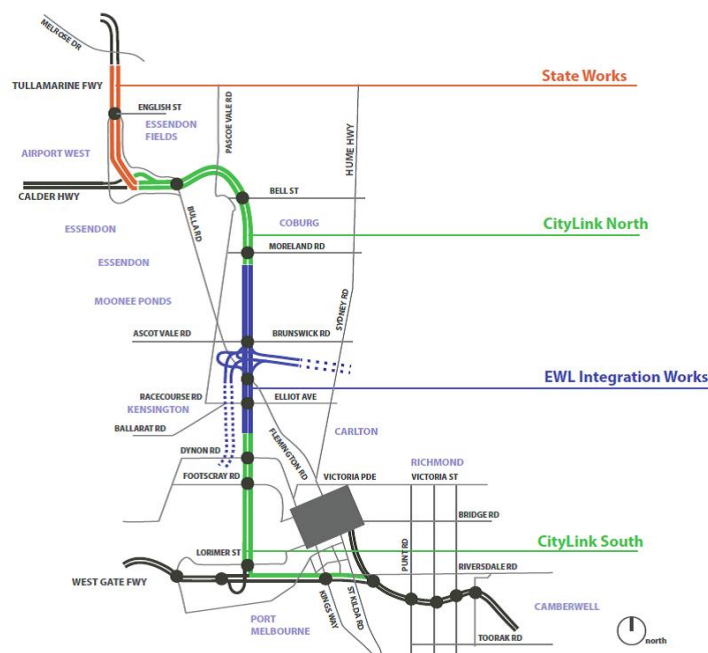 MELROSE DR
TULLAMARINE FWY
State Works
ENGLISH ST
ESSENDON
FIELDS
PASCOE VALE RD
HUME HWY
AIRPORT WEST
CALDER HWY
BELL ST
BULLA RD
ESSENDON
COBURG
CityLink North
MORELAND RD
ESSENDON
MOONEE PONDS
SYDNEY RD
ASCOT VALE RD
BRUNSWICK RD
EWL Integration Works
RACECOURSE RD
ELLIOT AVE
KENSINGTON
BALLARAT RD
FLEMINGTON RD
CARLTON
DYNON RD
RICHMOND
FOOTSCRAY RD
VICTORIA PDE
VICTORIA ST
BRIDGE RD
PUNT RD
CityLink South
LORIMER ST
RIVERSDALE RD
WEST GATE FWY
KINGS WAY
ST KILDA RD
CAMBERWELL
PORT
MELBOURNE
TOORAK RD
north